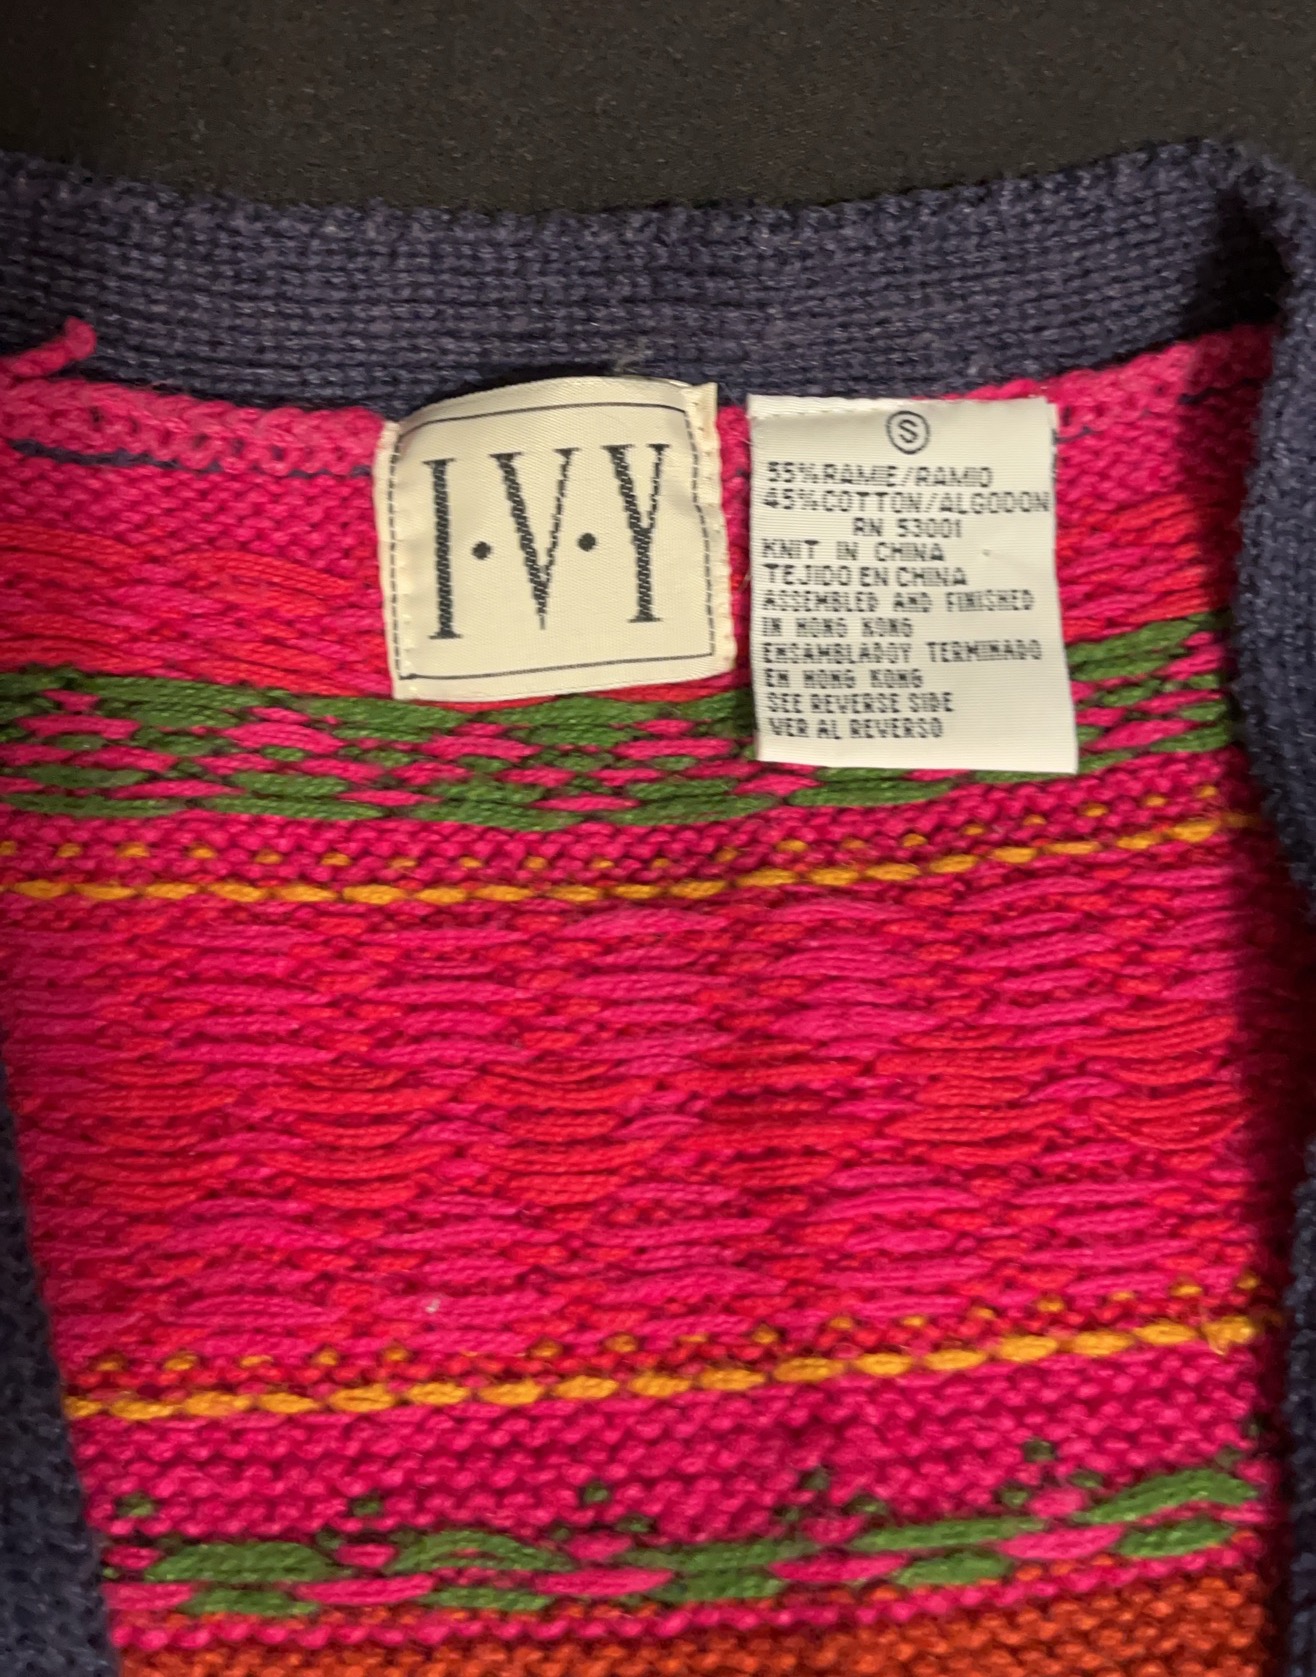 I·V·Y
S
55%RAMIE/RAMIO
45%COTTON/ALGODON
RN 53001
KNIT IN CHINA
TEJIDO EN CHINA
ASSEMBLED AND FINISHED
IN HONG KONG
ENSAMBLADOY TERMINADO
EN HONG KONG
SEE REVERSE SIDE
VER AL REVERSO